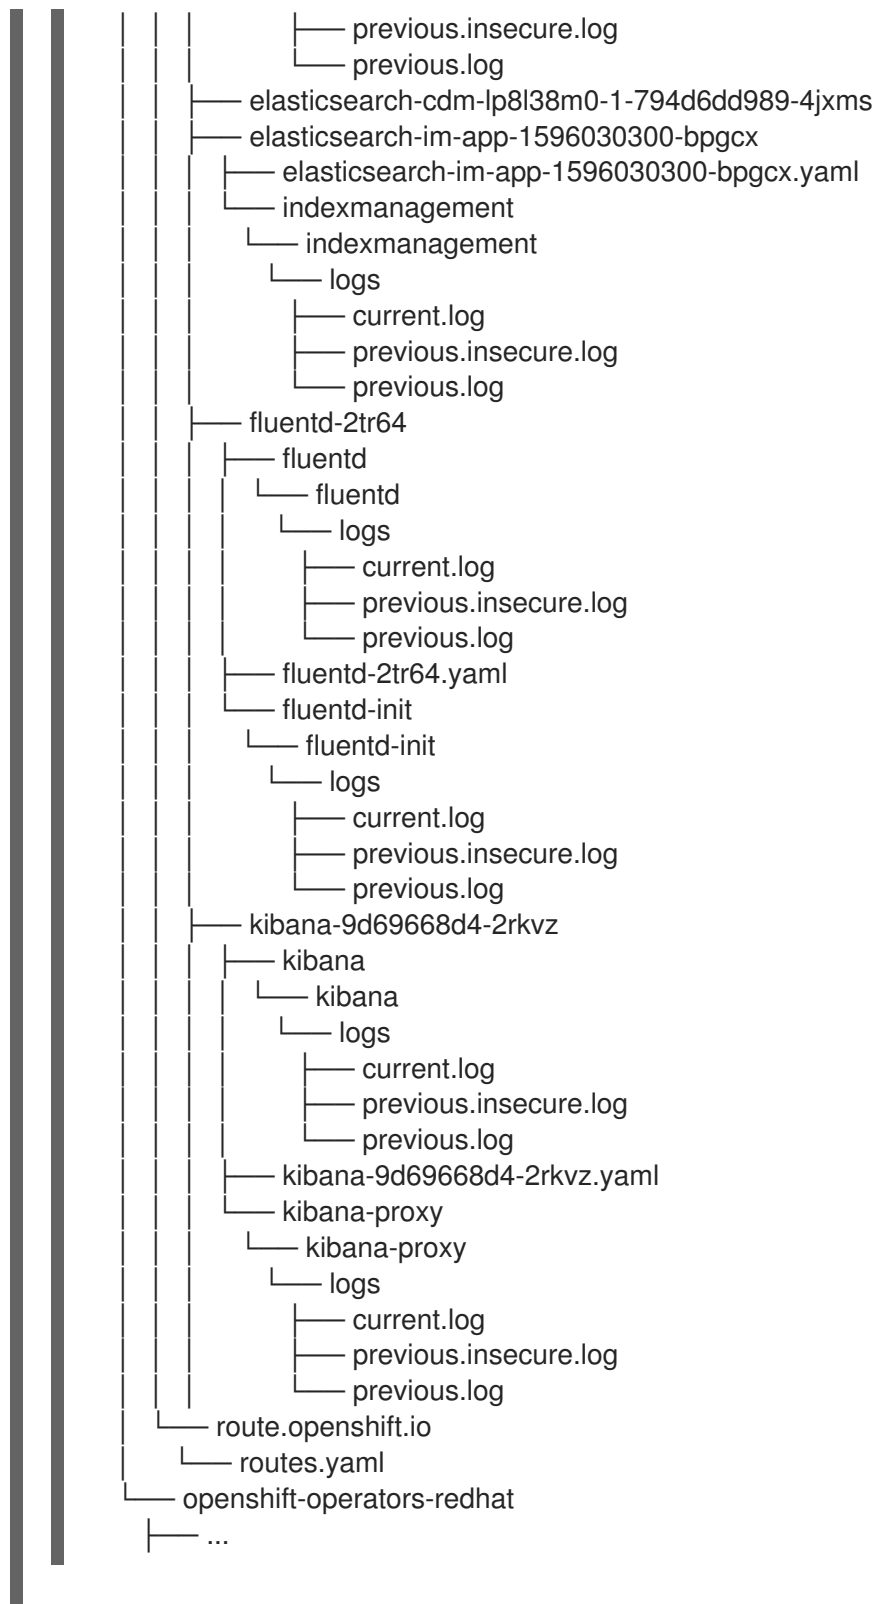 │ │ │ ├── previous.insecure.log
│ │ │ └── previous.log
│ │ ├── elasticsearch-cdm-lp8l38m0-1-794d6dd989-4jxms
│ │ ├── elasticsearch-im-app-1596030300-bpgcx
│ │ │ ├── elasticsearch-im-app-1596030300-bpgcx.yaml
│ │ │ └── indexmanagement
│ │ │ └── indexmanagement
│ │ │ └── logs
│ │ │ ├── current.log
│ │ │ ├── previous.insecure.log
│ │ │ └── previous.log
│ │ ├── fluentd-2tr64
│ │ │ ├── fluentd
│ │ │ │ └── fluentd
│ │ │ │ └── logs
│ │ │ │ ├── current.log
│ │ │ │ ├── previous.insecure.log
│ │ │ │ └── previous.log
│ │ │ ├── fluentd-2tr64.yaml
│ │ │ └── fluentd-init
│ │ │ └── fluentd-init
│ │ │ └── logs
│ │ │ ├── current.log
│ │ │ ├── previous.insecure.log
│ │ │ └── previous.log
│ │ ├── kibana-9d69668d4-2rkvz
│ │ │ ├── kibana
│ │ │ │ └── kibana
│ │ │ │ └── logs
│ │ │ │ ├── current.log
│ │ │ │ ├── previous.insecure.log
│ │ │ │ └── previous.log
│ │ │ ├── kibana-9d69668d4-2rkvz.yaml
│ │ │ └── kibana-proxy
│ │ │ └── kibana-proxy
│ │ │ └── logs
│ │ │ ├── current.log
│ │ │ ├── previous.insecure.log
│ │ │ └── previous.log
│ └── route.openshift.io
│ └── routes.yaml
└── openshift-operators-redhat
├── ...